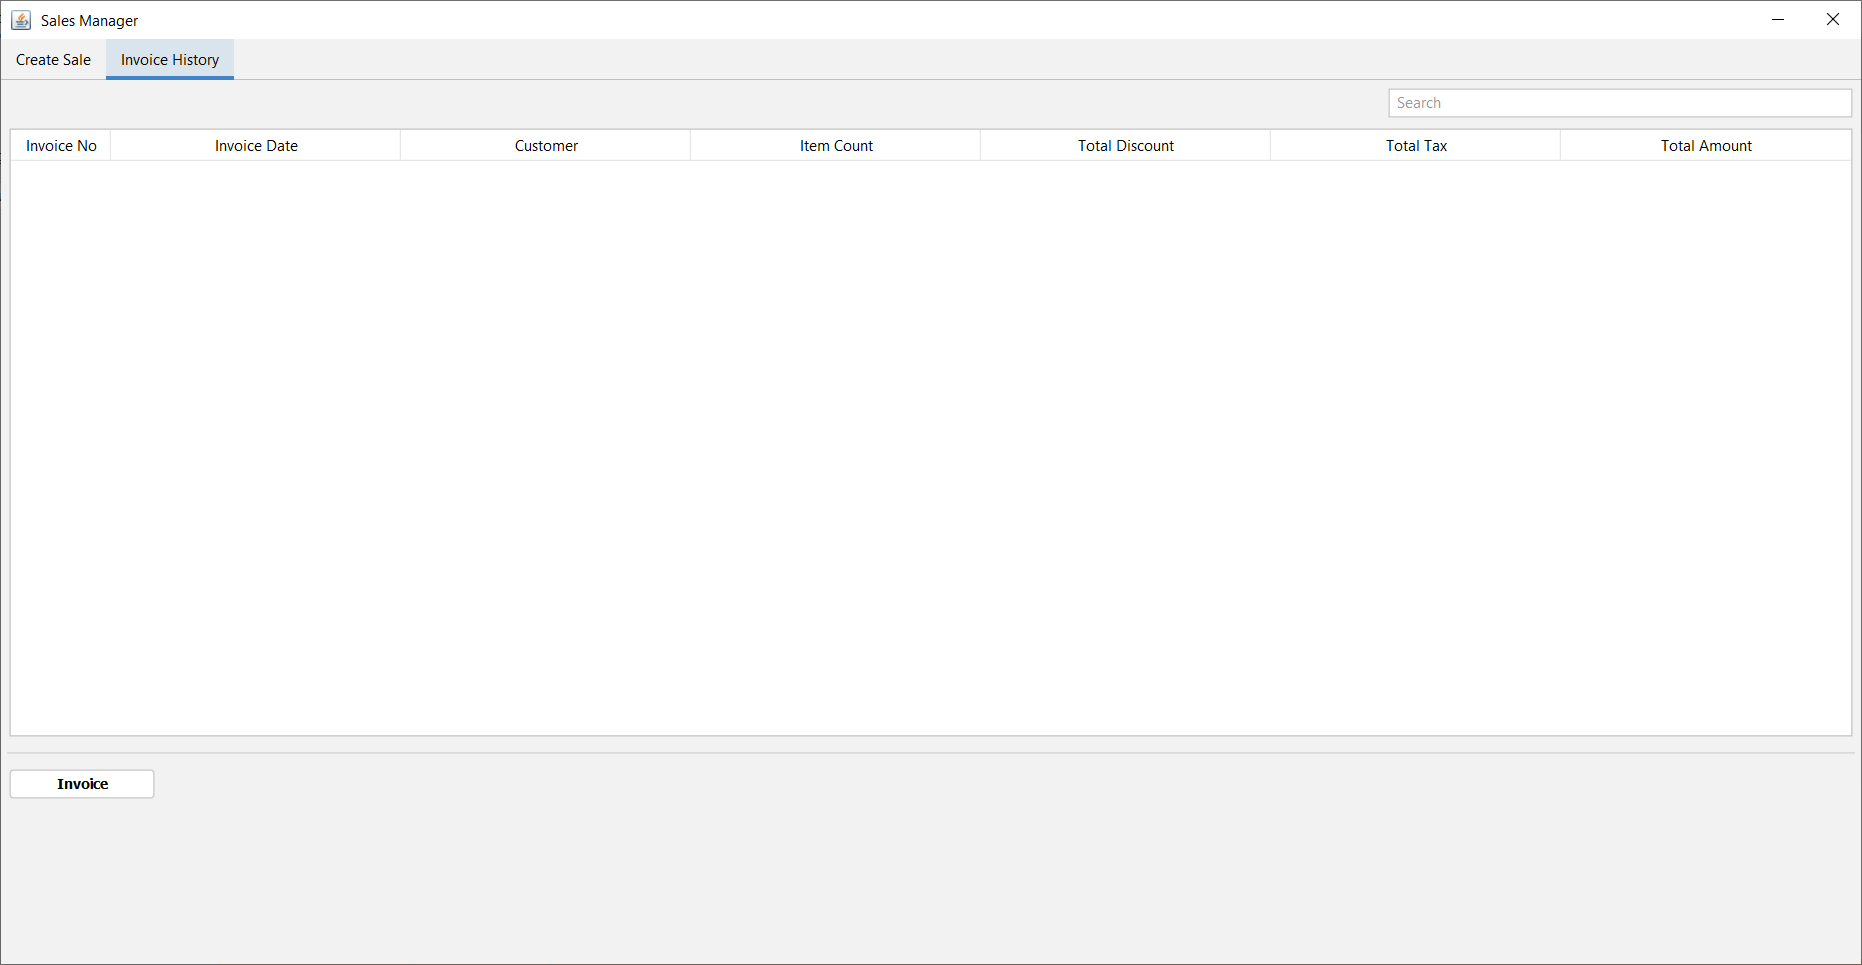 Sales Manager
Create Sale Invoice History
Search
Invoice No Invoice Date Customer Item Count Total Discount Total Tax Total Amount
Invoice